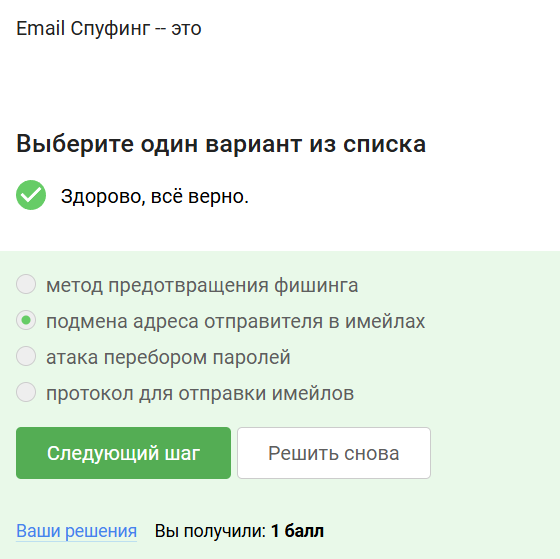 Email Спуфинг -- это
Выберите один вариант из списка
Здорово, всё верно.
метод предотвращения фишинга
подмена адреса отправителя в имейлах
атака перебором паролей
протокол для отправки имейлов
Следующий шаг Решить снова
Ваши решения Вы получили: 1 балл